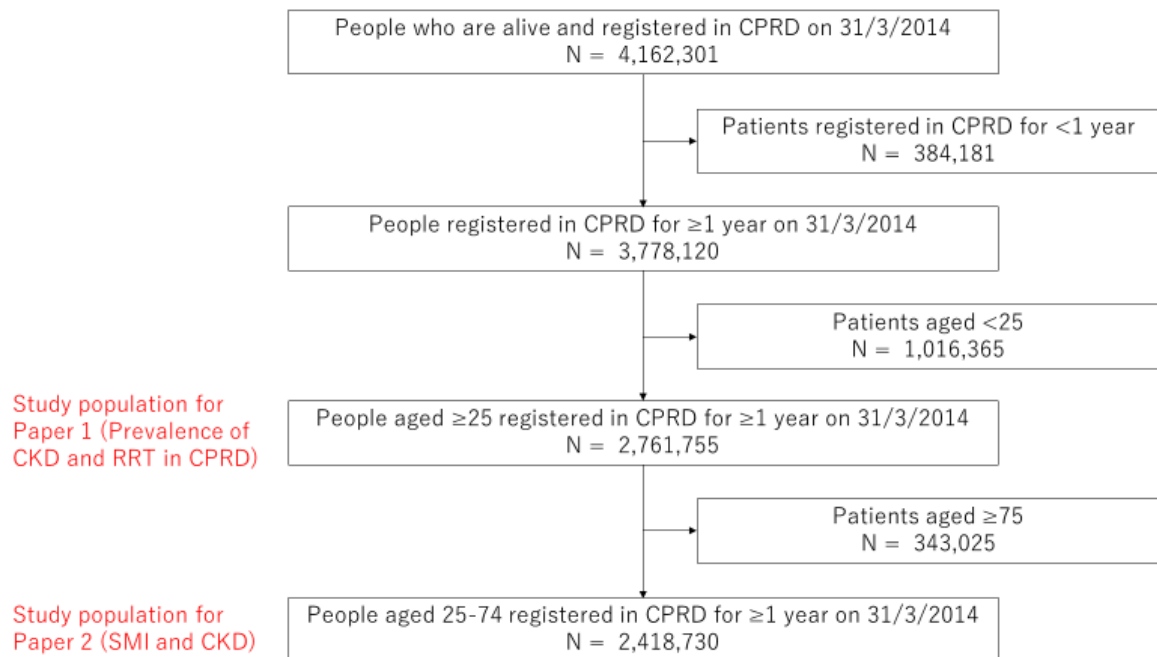 People who are alive and registered in CPRD on 31/3/2014
N = 4,162,301
Patients registered in CPRD for <1 year
N = 384,181
People registered in CPRD for ≥1 year on 31/3/2014
N = 3,778,120
Patients aged <25
N = 1,016,365
Study population for
Paper 1 (Prevalence of
CKD and RRT in CPRD)
People aged ≥25 registered in CPRD for ≥1 year on 31/3/2014
N = 2,761,755
Patients aged ≥75
N = 343,025
Study population for
Paper 2 (SMI and CKD)
People aged 25-74 registered in CPRD for ≥1 year on 31/3/2014
N = 2,418,730